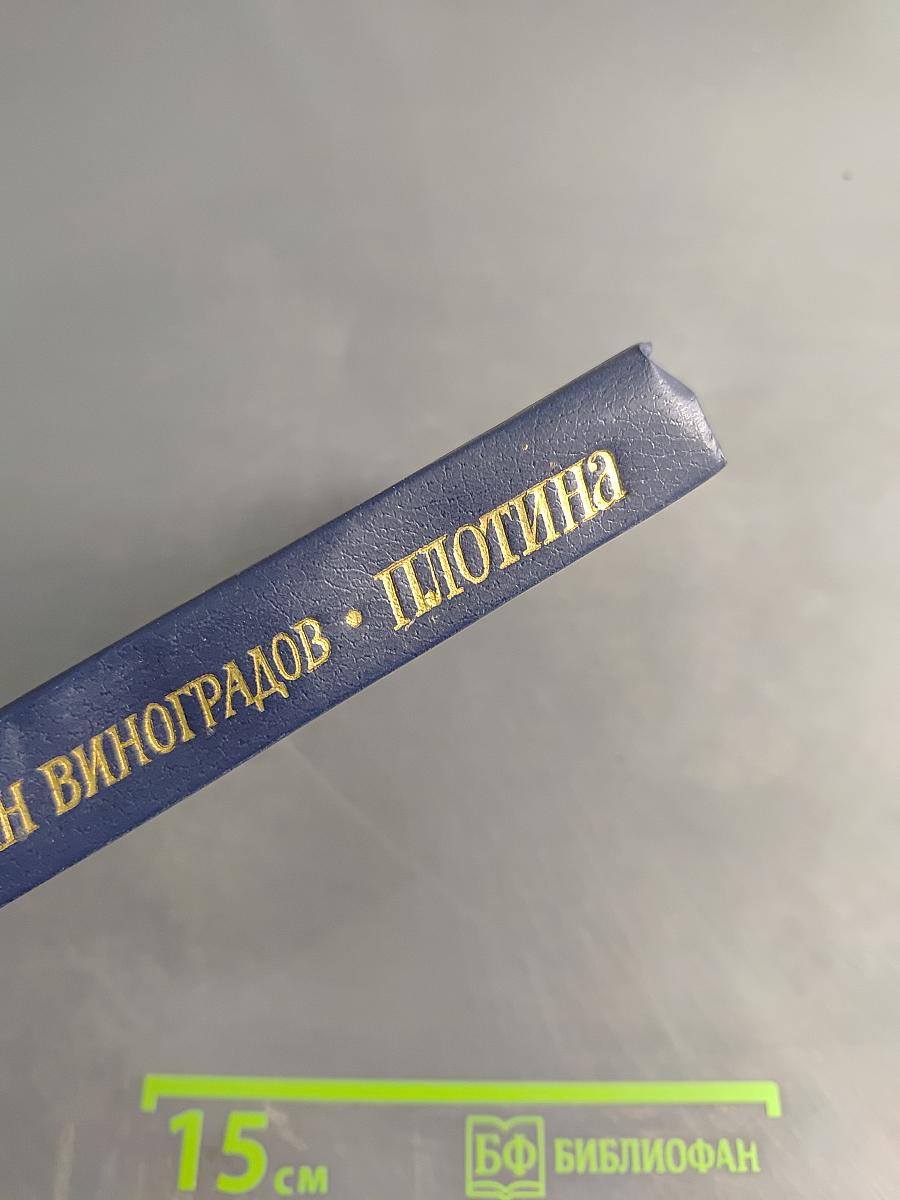 Н ВИНОГРАДОВ • ПЛОТИНА
15 см
БФ БИБЛИОФАН